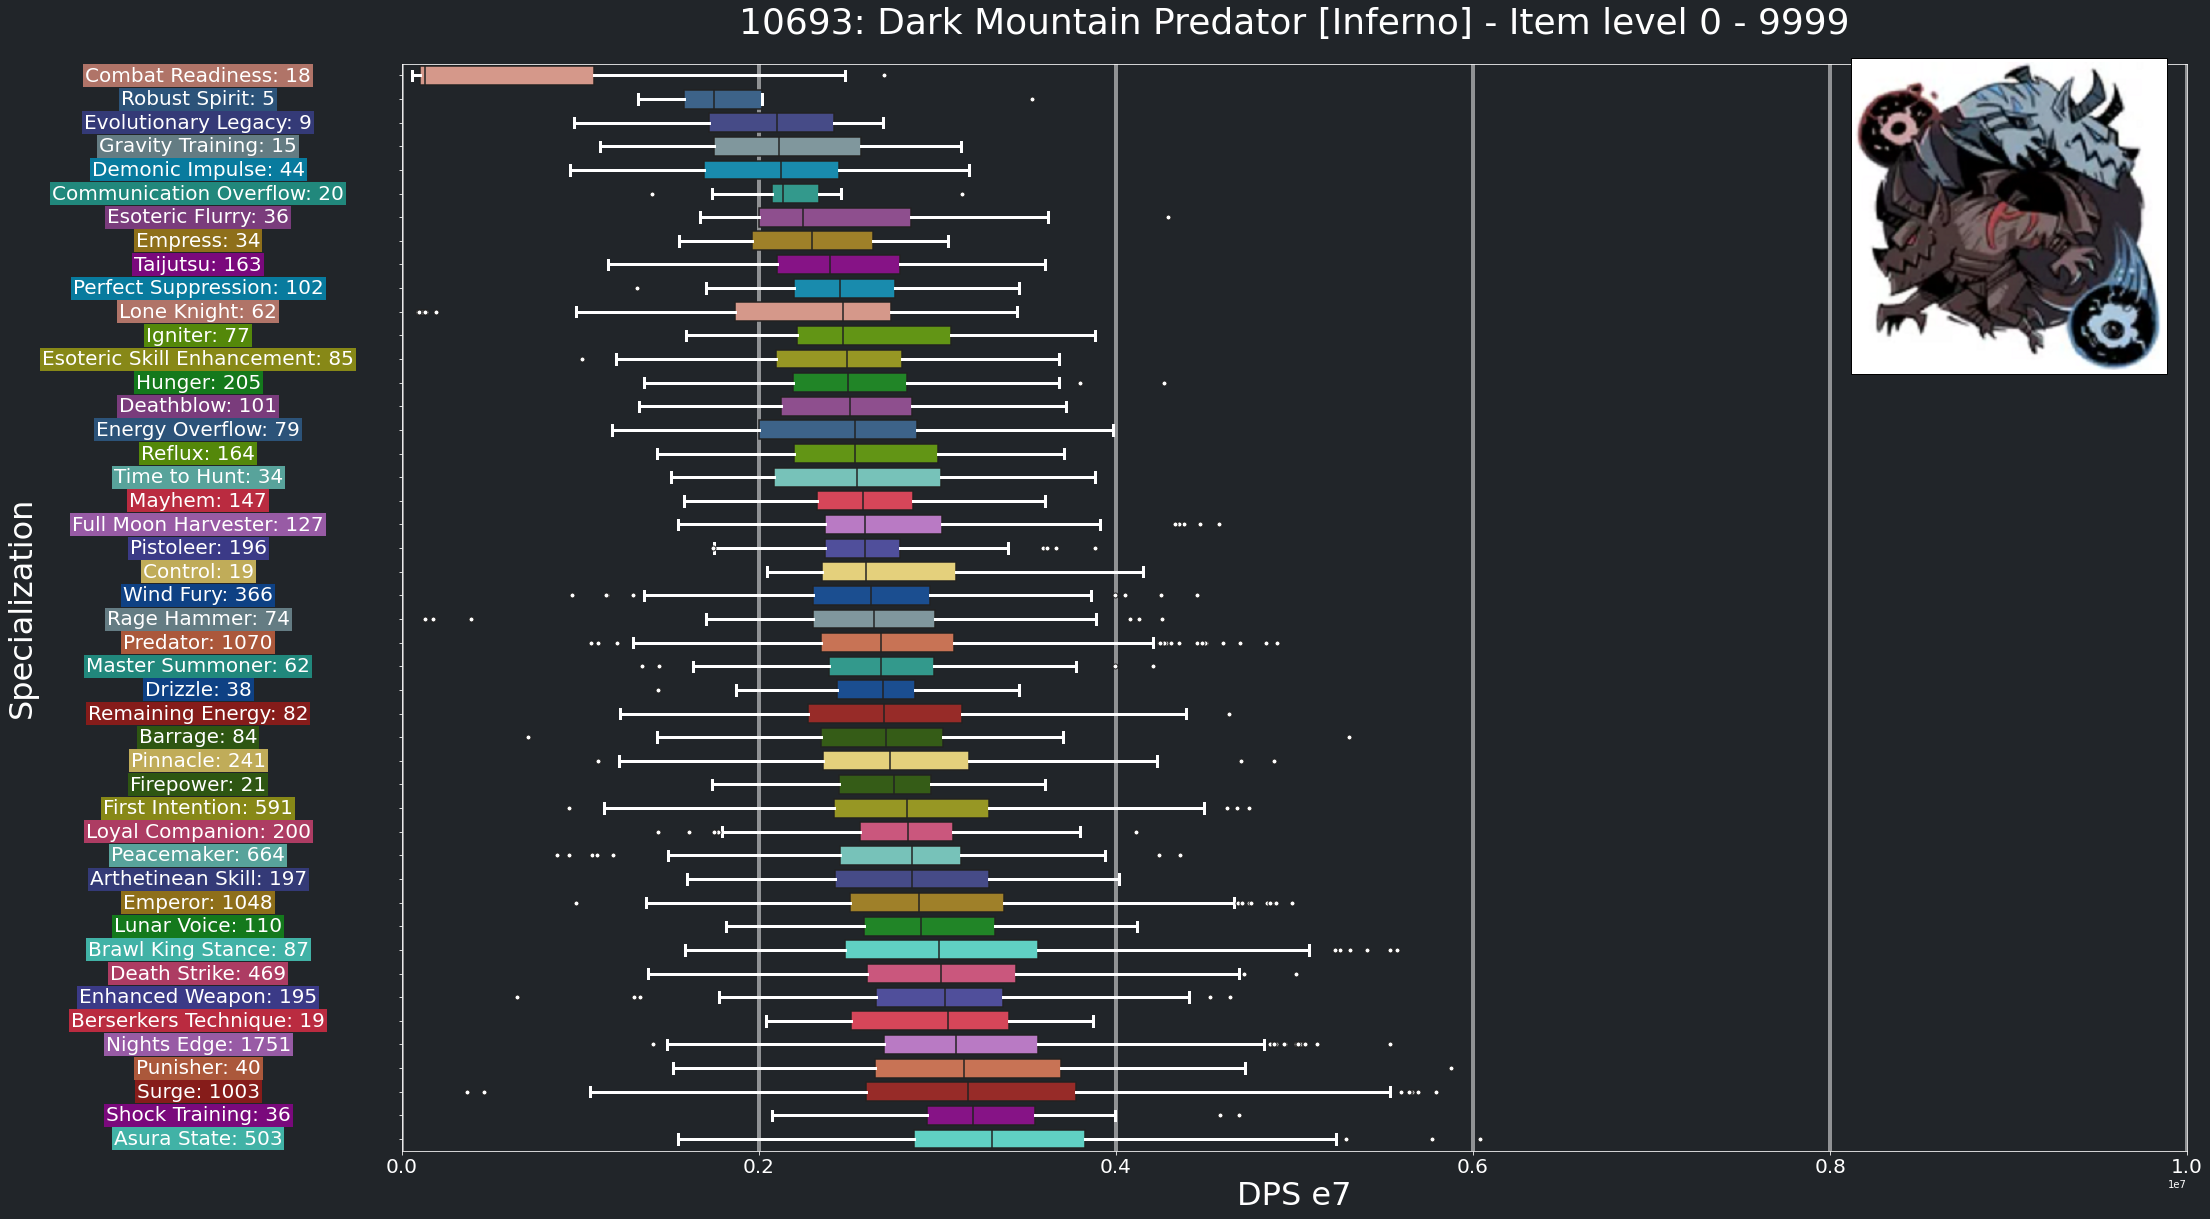 10693: Dark Mountain Predator [Inferno] - Item level 0 - 9999
Specialization
Combat Readiness: 18
Robust Spirit: 5
Evolutionary Legacy: 9
Gravity Training: 15
Demonic Impulse: 44
Communication Overflow: 20
Esoteric Flurry: 36
Empress: 34
Taijutsu: 163
Perfect Suppression: 102
Lone Knight: 62
Igniter: 77
Esoteric Skill Enhancement: 85
Hunger: 205
Deathblow: 101
Energy Overflow: 79
Reflux: 164
Time to Hunt: 34
Mayhem: 147
Full Moon Harvester: 127
Pistoleer: 196
Control: 19
Wind Fury: 366
Rage Hammer: 74
Predator: 1070
Master Summoner: 62
Drizzle: 38
Remaining Energy: 82
Barrage: 84
Pinnacle: 241
Firepower: 21
First Intention: 591
Loyal Companion: 200
Peacemaker: 664
Arthetinean Skill: 197
Emperor: 1048
Lunar Voice: 110
Brawl King Stance: 87
Death Strike: 469
Enhanced Weapon: 195
Berserkers Technique: 19
Nights Edge: 1751
Punisher: 40
Surge: 1003
Shock Training: 36
Asura State: 503
0.0 0.2 0.4 0.6 0.8 1.0
1e7
DPS e7